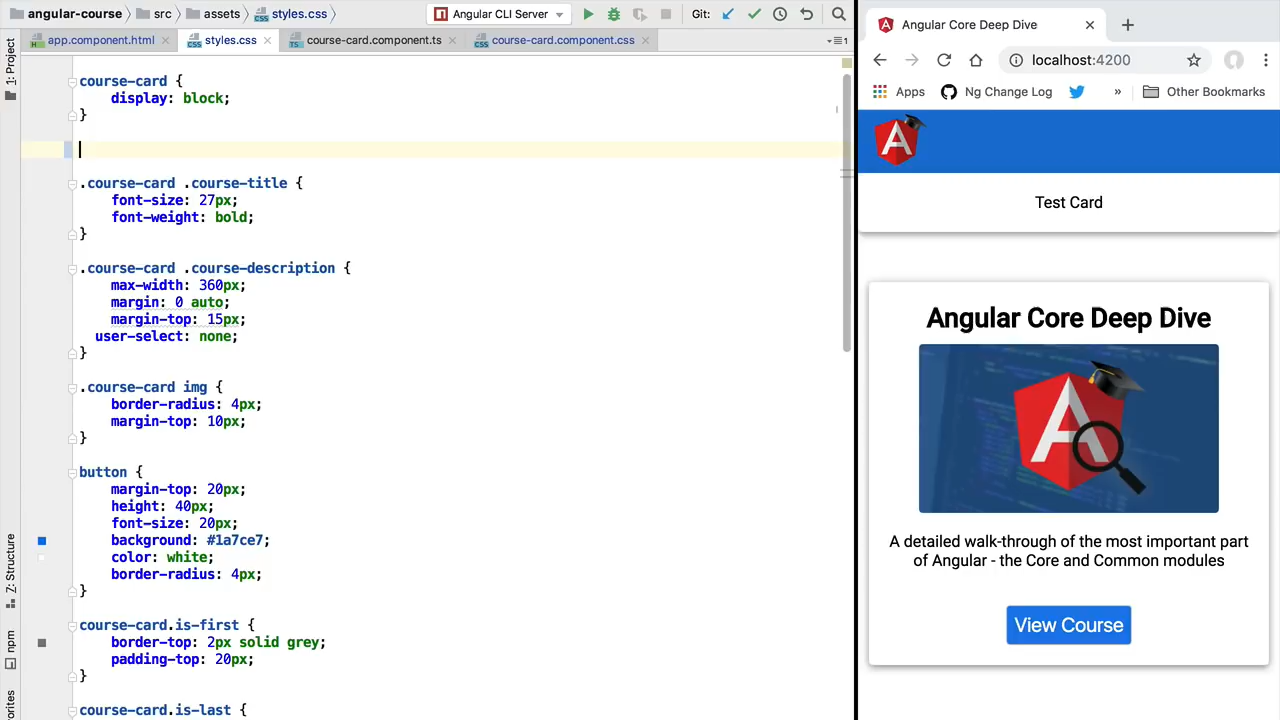 angular-course src assets styles.css Angular CLI Server Git:
app.component.html styles.css course-card.component.ts course-card.component.css 1
1: Project
Z: Structure
npm
course-card {
display: block;
}
.course-card .course-title {
font-size: 27px;
font-weight: bold;
}
.course-card .course-description {
max-width: 360px;
margin: 0 auto;
margin-top: 15px;
user-select: none;
}
.course-card img {
border-radius: 4px;
margin-top: 10px;
}
button {
margin-top: 20px;
height: 40px;
font-size: 20px;
background: #1a7ce7;
color: white;
border-radius: 4px;
}
course-card.is-first {
border-top: 2px solid grey;
padding-top: 20px;
}
course-card.is-last {
Angular Core Deep Dive
localhost:4200
Apps Ng Change Log » Other Bookmarks
Test Card
Angular Core Deep Dive
A detailed walk-through of the most important part
of Angular - the Core and Common modules
View Course